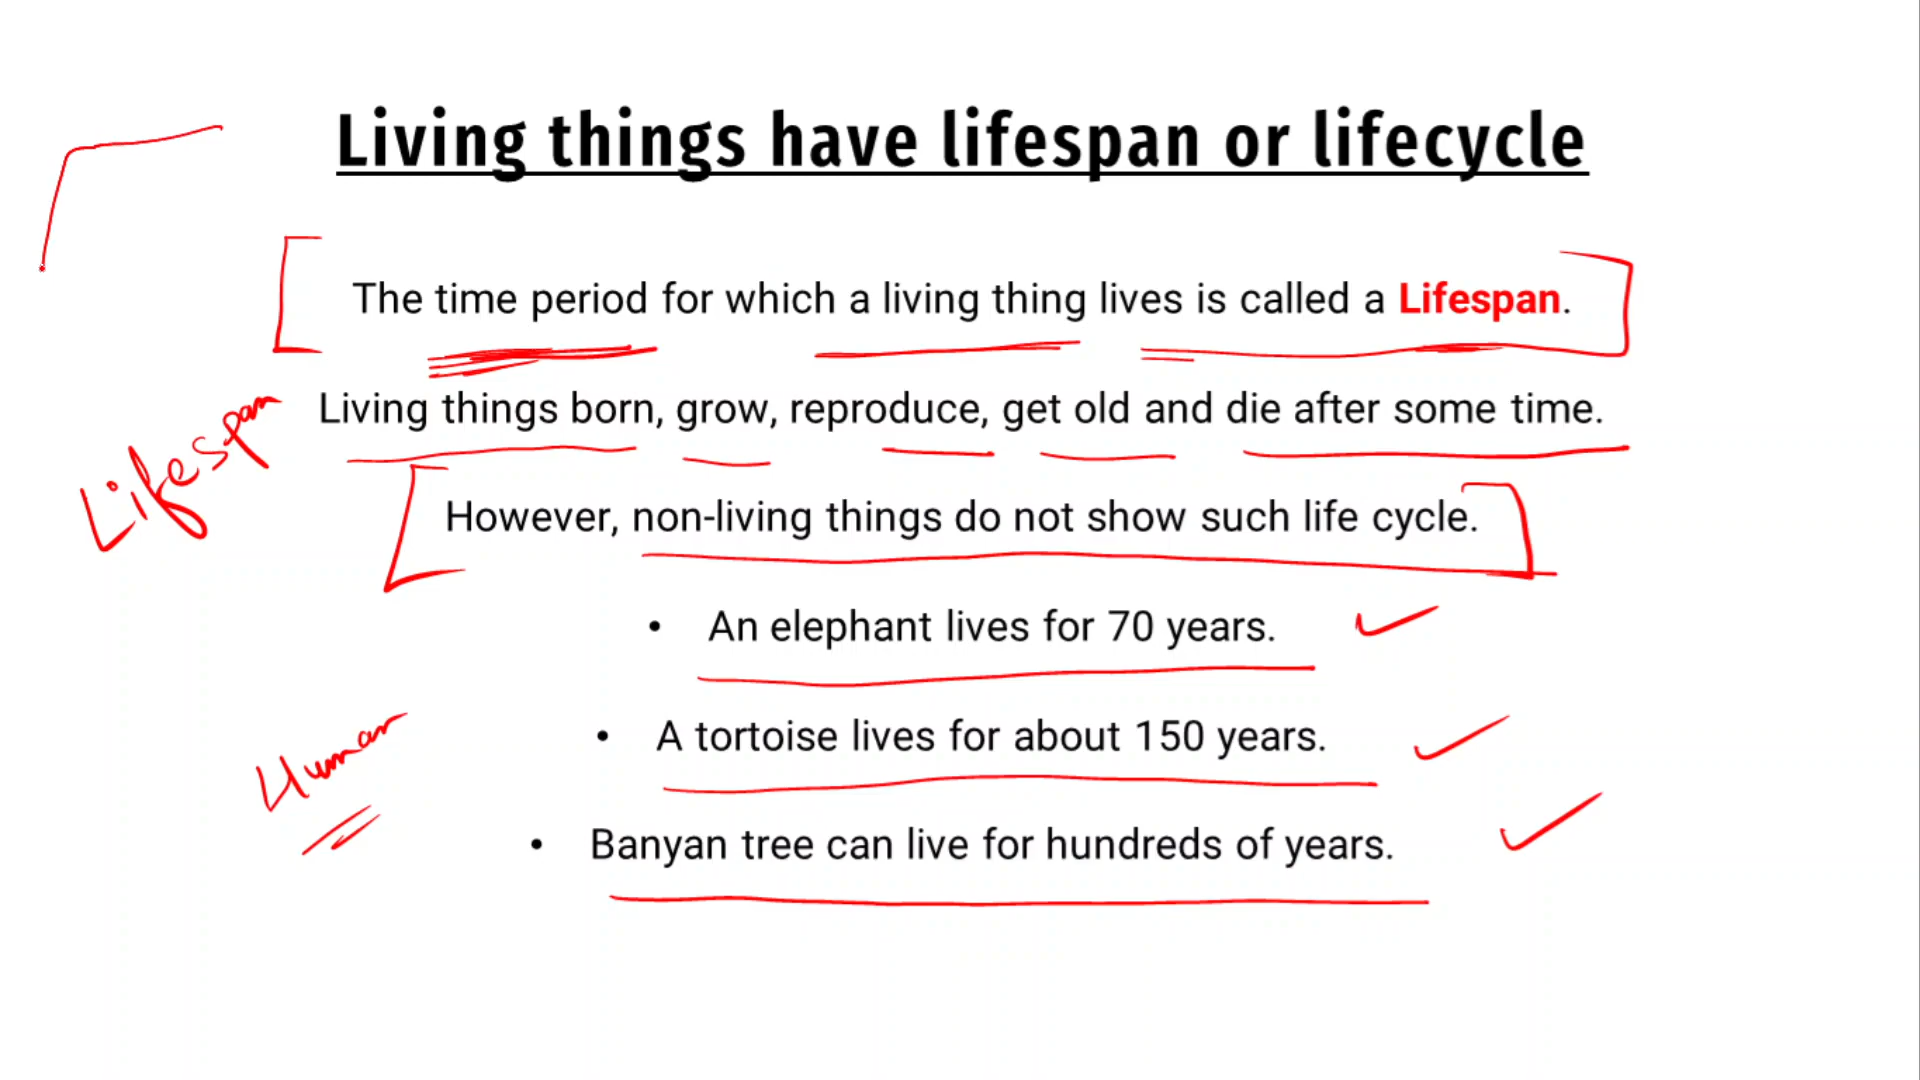 Living things have lifespan or lifecycle
The time period for which a living thing lives is called a Lifespan.
Lifespan
Living things born, grow, reproduce, get old and die after some time.
However, non-living things do not show such life cycle.
• An elephant lives for 70 years.
Human
• A tortoise lives for about 150 years.
• Banyan tree can live for hundreds of years.